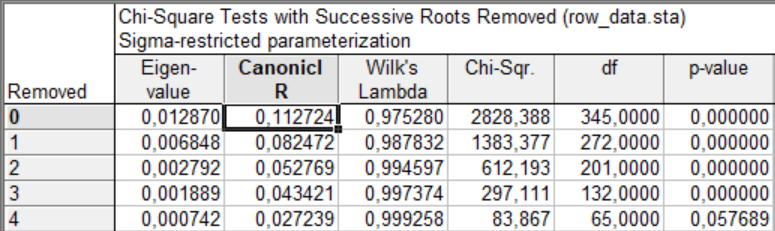 Chi-Square Tests with Successive Roots Removed (row_data.sta)
Sigma-restricted parameterization
Removed Eigen-value Canonicl R Wilk's Lambda Chi-Sqr. df p-value
0 0,012870 0,112724 0,975280 2828,388 345,0000 0,000000
1 0,006848 0,082472 0,987832 1383,377 272,0000 0,000000
2 0,002792 0,052769 0,994597 612,193 201,0000 0,000000
3 0,001889 0,043421 0,997374 297,111 132,0000 0,000000
4 0,000742 0,027239 0,999258 83,867 65,0000 0,057689